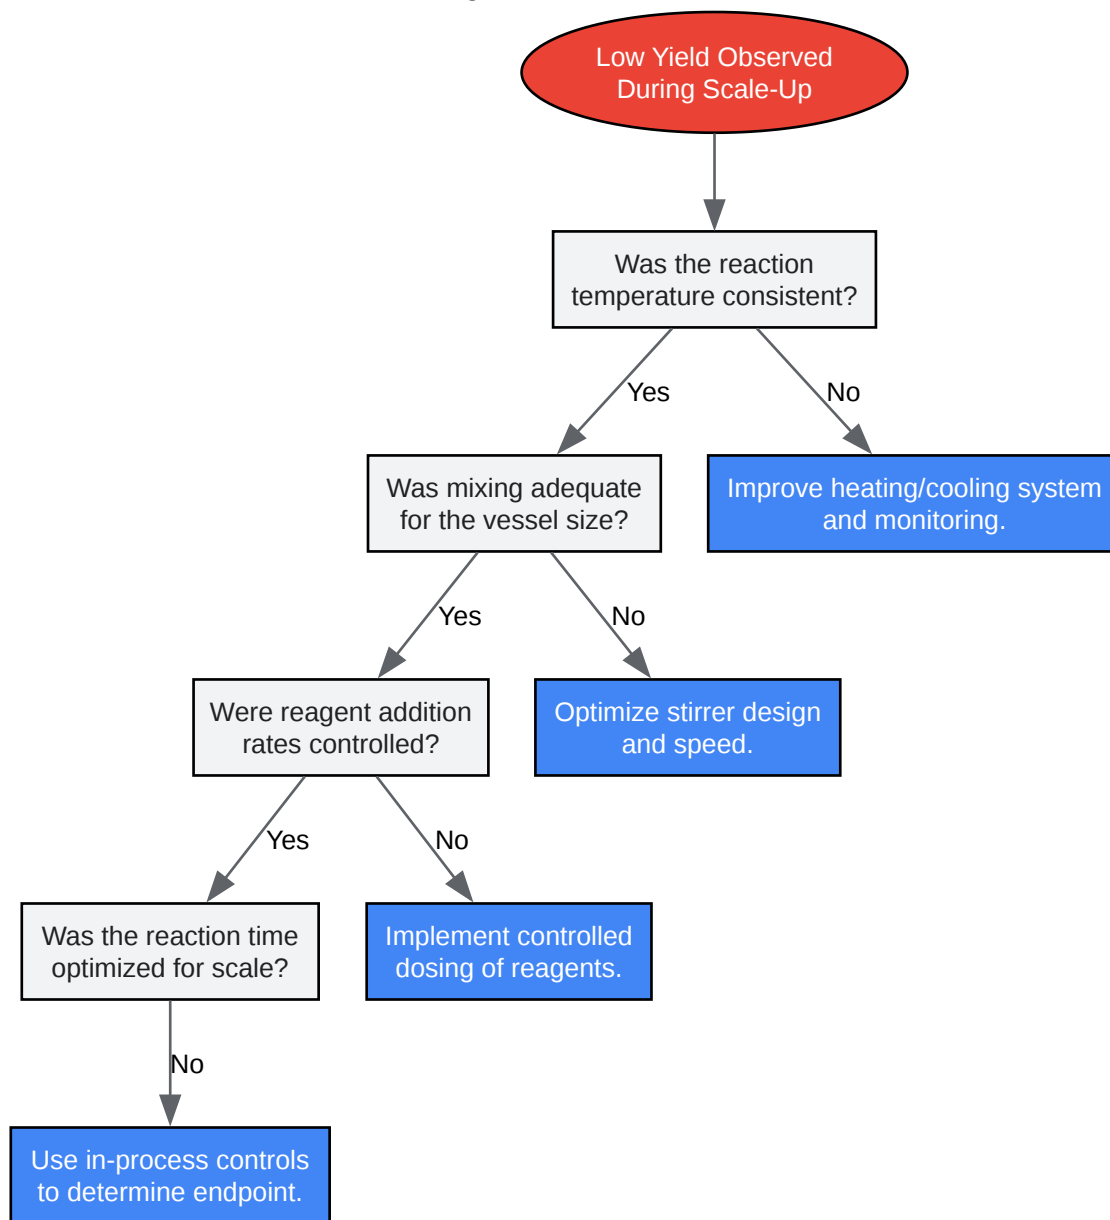 Low Yield Observed
During Scale-Up
Was the reaction
temperature consistent?
Yes
No
Was mixing adequate
for the vessel size?
Improve heating/cooling system
and monitoring.
Yes
No
Were reagent addition
rates controlled?
Optimize stirrer design
and speed.
Yes
No
Was the reaction time
optimized for scale?
Implement controlled
dosing of reagents.
No
Use in-process controls
to determine endpoint.